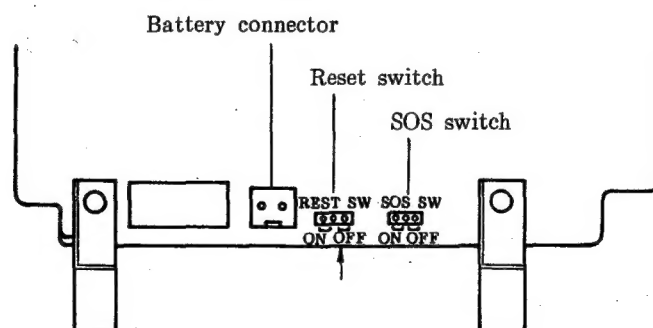 Battery connector
Reset switch
SOS switch
REST SW SOS SW
ON OFF ON OFF